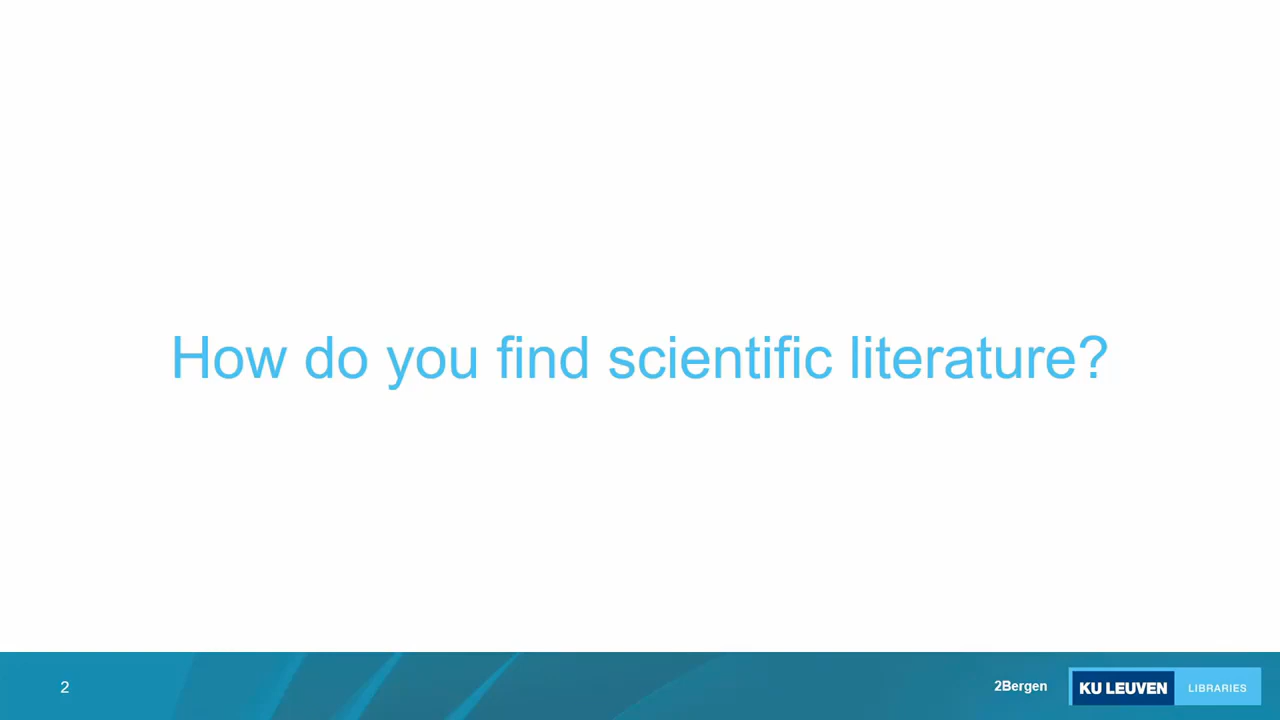 How do you find scientific literature?
2
2Bergen
KU LEUVEN
LIBRARIES